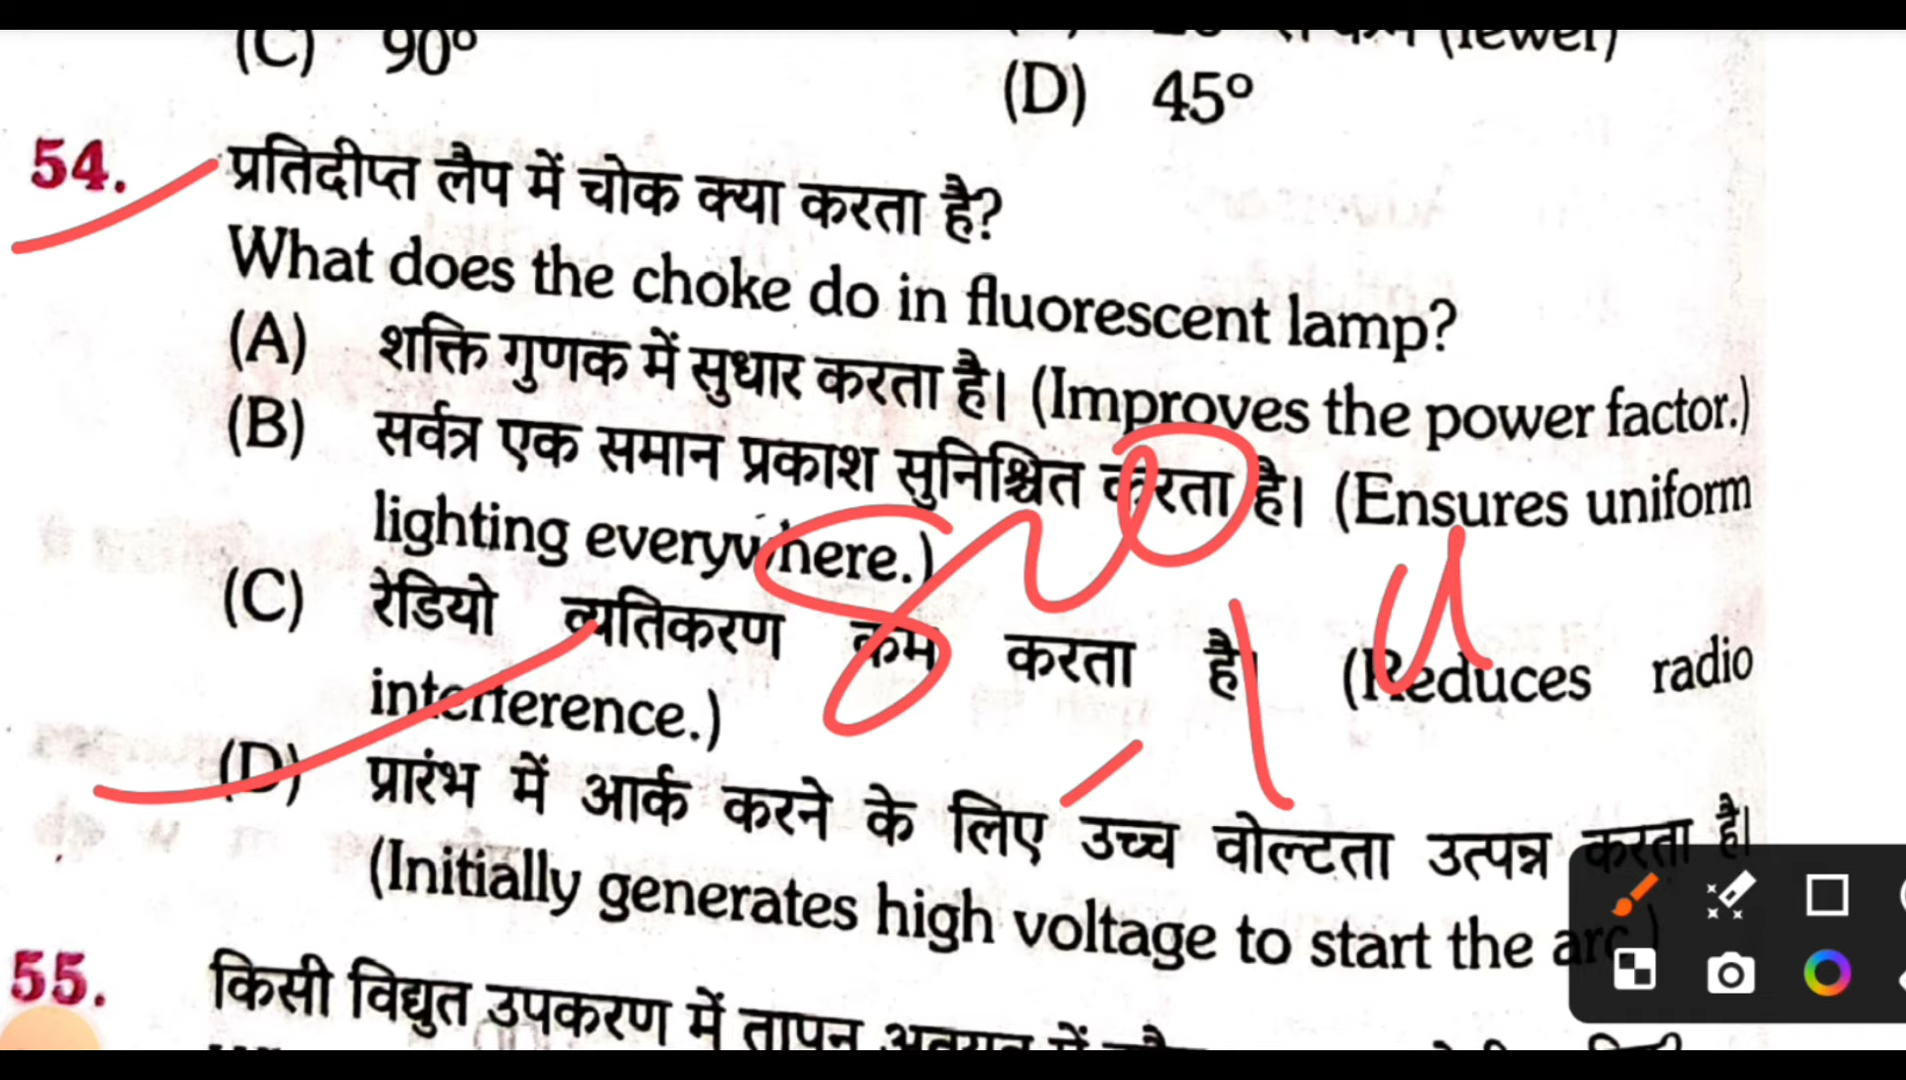 (C) 90°
(fewer)
(D) 45°
54. प्रतिदीप्त लैप में चोक क्या करता है?
What does the choke do in fluorescent lamp?
(A) शक्ति गुणक में सुधार करता है। (Improves the power factor.)
(B) सर्वत्र एक समान प्रकाश सुनिश्चित करता है। (Ensures uniform
lighting everywhere.)
(C) रेडियो व्यतिकरण कम करता है। (Reduces radio
interference.)
(D) प्रारंभ में आर्क करने के लिए उच्च वोल्टता उत्पन्न करता है।
(Initially generates high voltage to start the arc.)
55. किसी विद्युत उपकरण में तापन